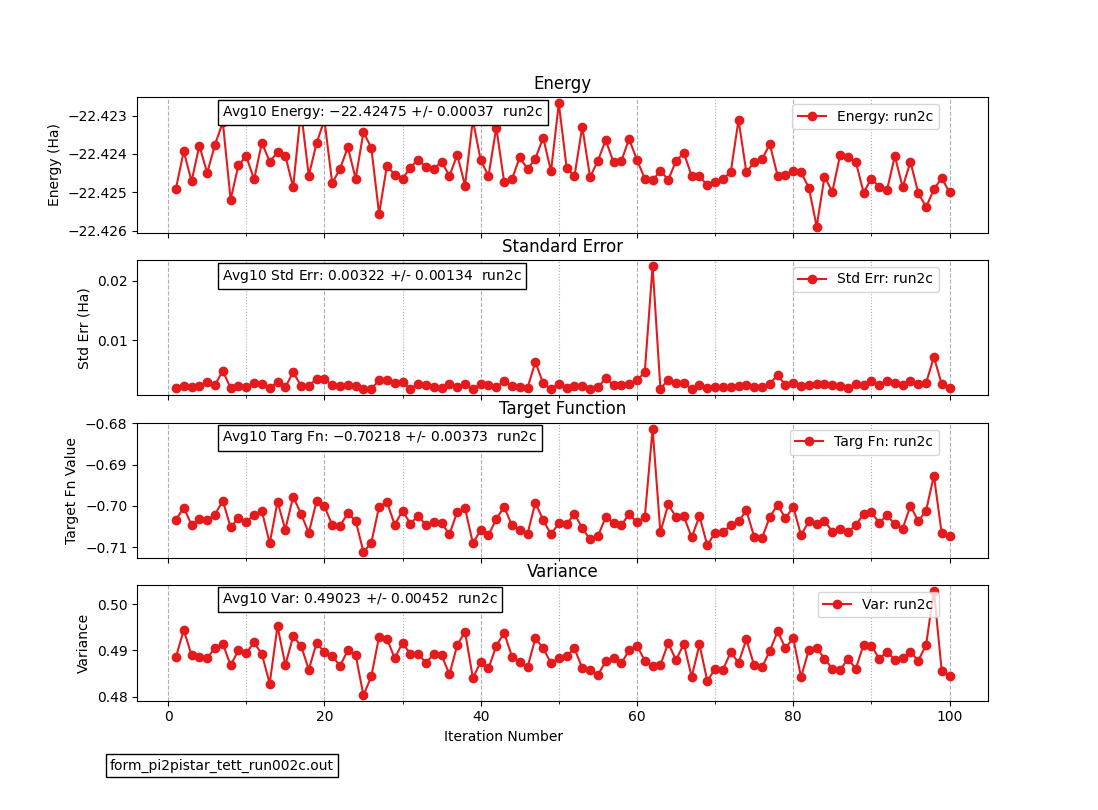 Energy
Energy (Ha)
−22.423
−22.424
−22.425
−22.426
Avg10 Energy: −22.42475 +/- 0.00037  run2c
Energy: run2c
Standard Error
Std Err (Ha)
0.02
0.01
Avg10 Std Err: 0.00322 +/- 0.00134  run2c
Std Err: run2c
Target Function
Target Fn Value
−0.68
−0.69
−0.70
−0.71
Avg10 Targ Fn: −0.70218 +/- 0.00373  run2c
Targ Fn: run2c
Variance
Variance
0.50
0.49
0.48
Avg10 Var: 0.49023 +/- 0.00452  run2c
Var: run2c
0 20 40 60 80 100
Iteration Number
form_pi2pistar_tett_run002c.out